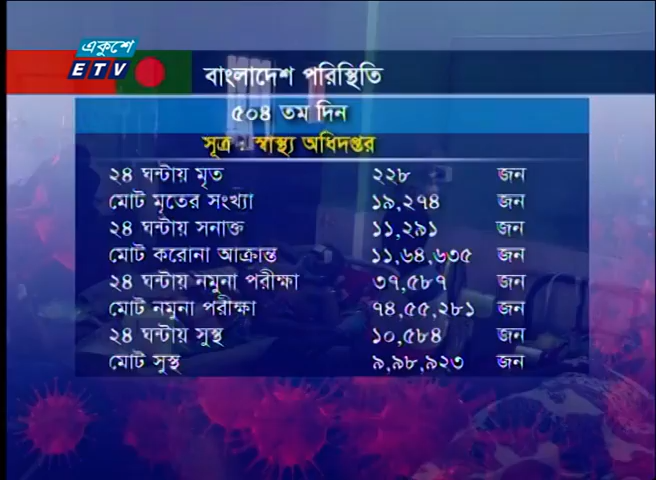 একুশে
ETV
বাংলাদেশ পরিস্থিতি
৫০৪ তম দিন
সূত্র : স্বাস্থ্য অধিদপ্তর
২৪ ঘন্টায় মৃত ২২৮ জন
মোট মৃতের সংখ্যা ১৯,২৭৪ জন
২৪ ঘন্টায় সনাক্ত ১১,২৯১ জন
মোট করোনা আক্রান্ত ১১,৬৪,৬৩৫ জন
২৪ ঘন্টায় নমুনা পরীক্ষা ৩৭,৫৮৭ জন
মোট নমুনা পরীক্ষা ৭৪,৫৫,২৮১ জন
২৪ ঘন্টায় সুস্থ ১০,৫৮৪ জন
মোট সুস্থ ৯,৯৮,৯২৩ জন